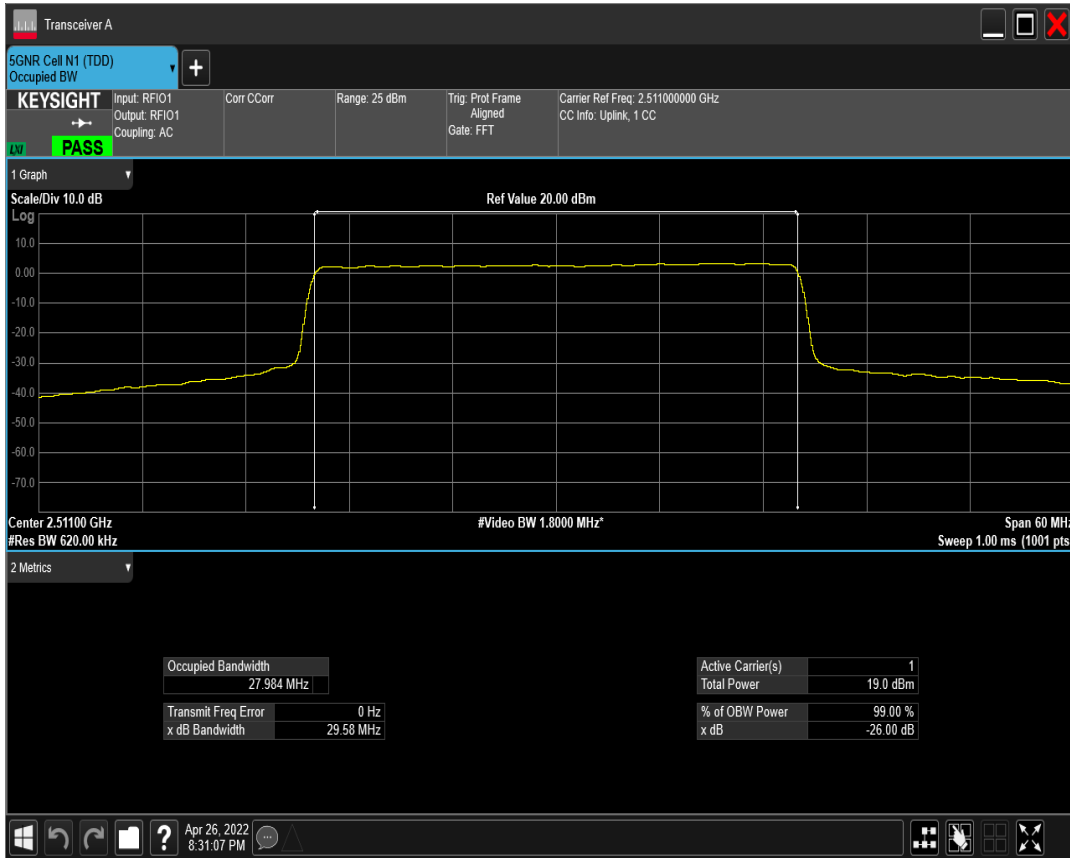 Transceiver A
5GNR Cell N1 (TDD)
Occupied BW
KEYSIGHT
LXI
PASS
Input: RFIO1
Output: RFIO1
Coupling: AC
Corr CCorr
Range: 25 dBm
Trig: Prot Frame
Aligned
Gate: FFT
Carrier Ref Freq: 2.511000000 GHz
CC Info: Uplink, 1 CC
1 Graph
Scale/Div 10.0 dB
Ref Value 20.00 dBm
Log
10.0
0.00
-10.0
-20.0
-30.0
-40.0
-50.0
-60.0
-70.0
Center 2.51100 GHz
#Video BW 1.8000 MHz*
Span 60 MHz
#Res BW 620.00 kHz
Sweep 1.00 ms (1001 pts
2 Metrics
Occupied Bandwidth
27.984 MHz
Transmit Freq Error 0 Hz
x dB Bandwidth 29.58 MHz
Active Carrier(s) 1
Total Power 19.0 dBm
% of OBW Power 99.00 %
x dB -26.00 dB
?
Apr 26, 2022
8:31:07 PM